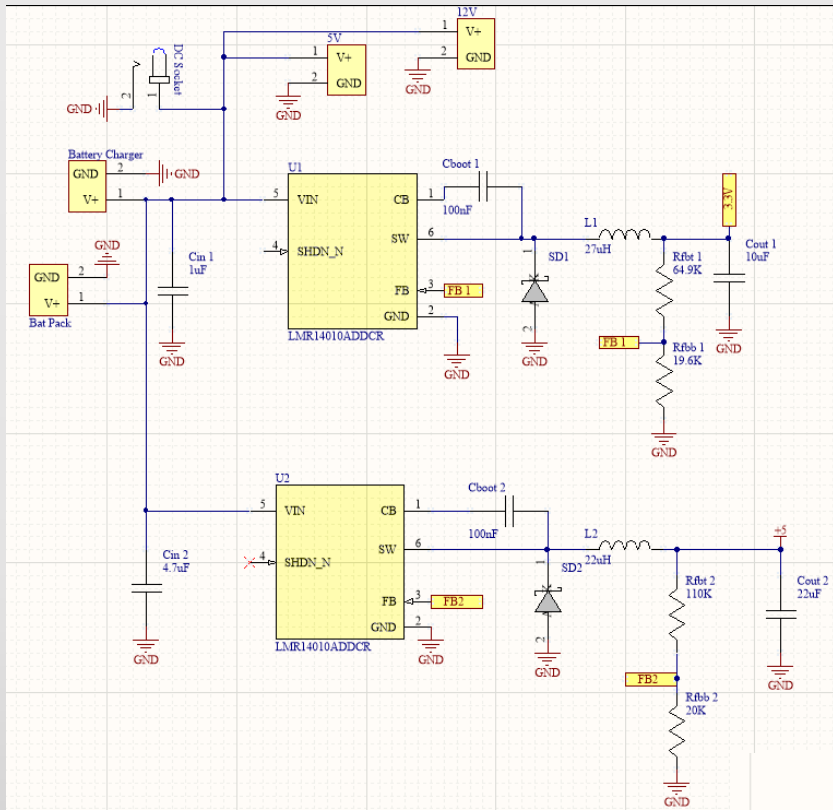 12V
1 V+
2 GND
GND
5V
1 V+
2 GND
GND
DC Socket
2
1
GND
Battery Charger
GND 2
V+ 1
GND
GND
GND 2
V+ 1
Bat Pack
Cin 1
1uF
GND
U1
5 VIN
4 SHDN_N
CB 1
SW 6
FB 3
GND 2
LMR14010ADDCR
FB 1
GND
Cboot 1
100nF
1
SD1
2
GND
L1
27uH
3.3V
Rfbt 1
64.9K
FB 1
Rfbb 1
19.6K
GND
Cout 1
10uF
GND
Cin 2
4.7uF
GND
U2
5 VIN
4 SHDN_N
CB 1
SW 6
FB 3
GND 2
LMR14010ADDCR
FB2
GND
Cboot 2
100nF
1
SD2
2
GND
L2
22uH
+5
Rfbt 2
110K
FB2
Rfbb 2
20K
GND
Cout 2
22uF
GND